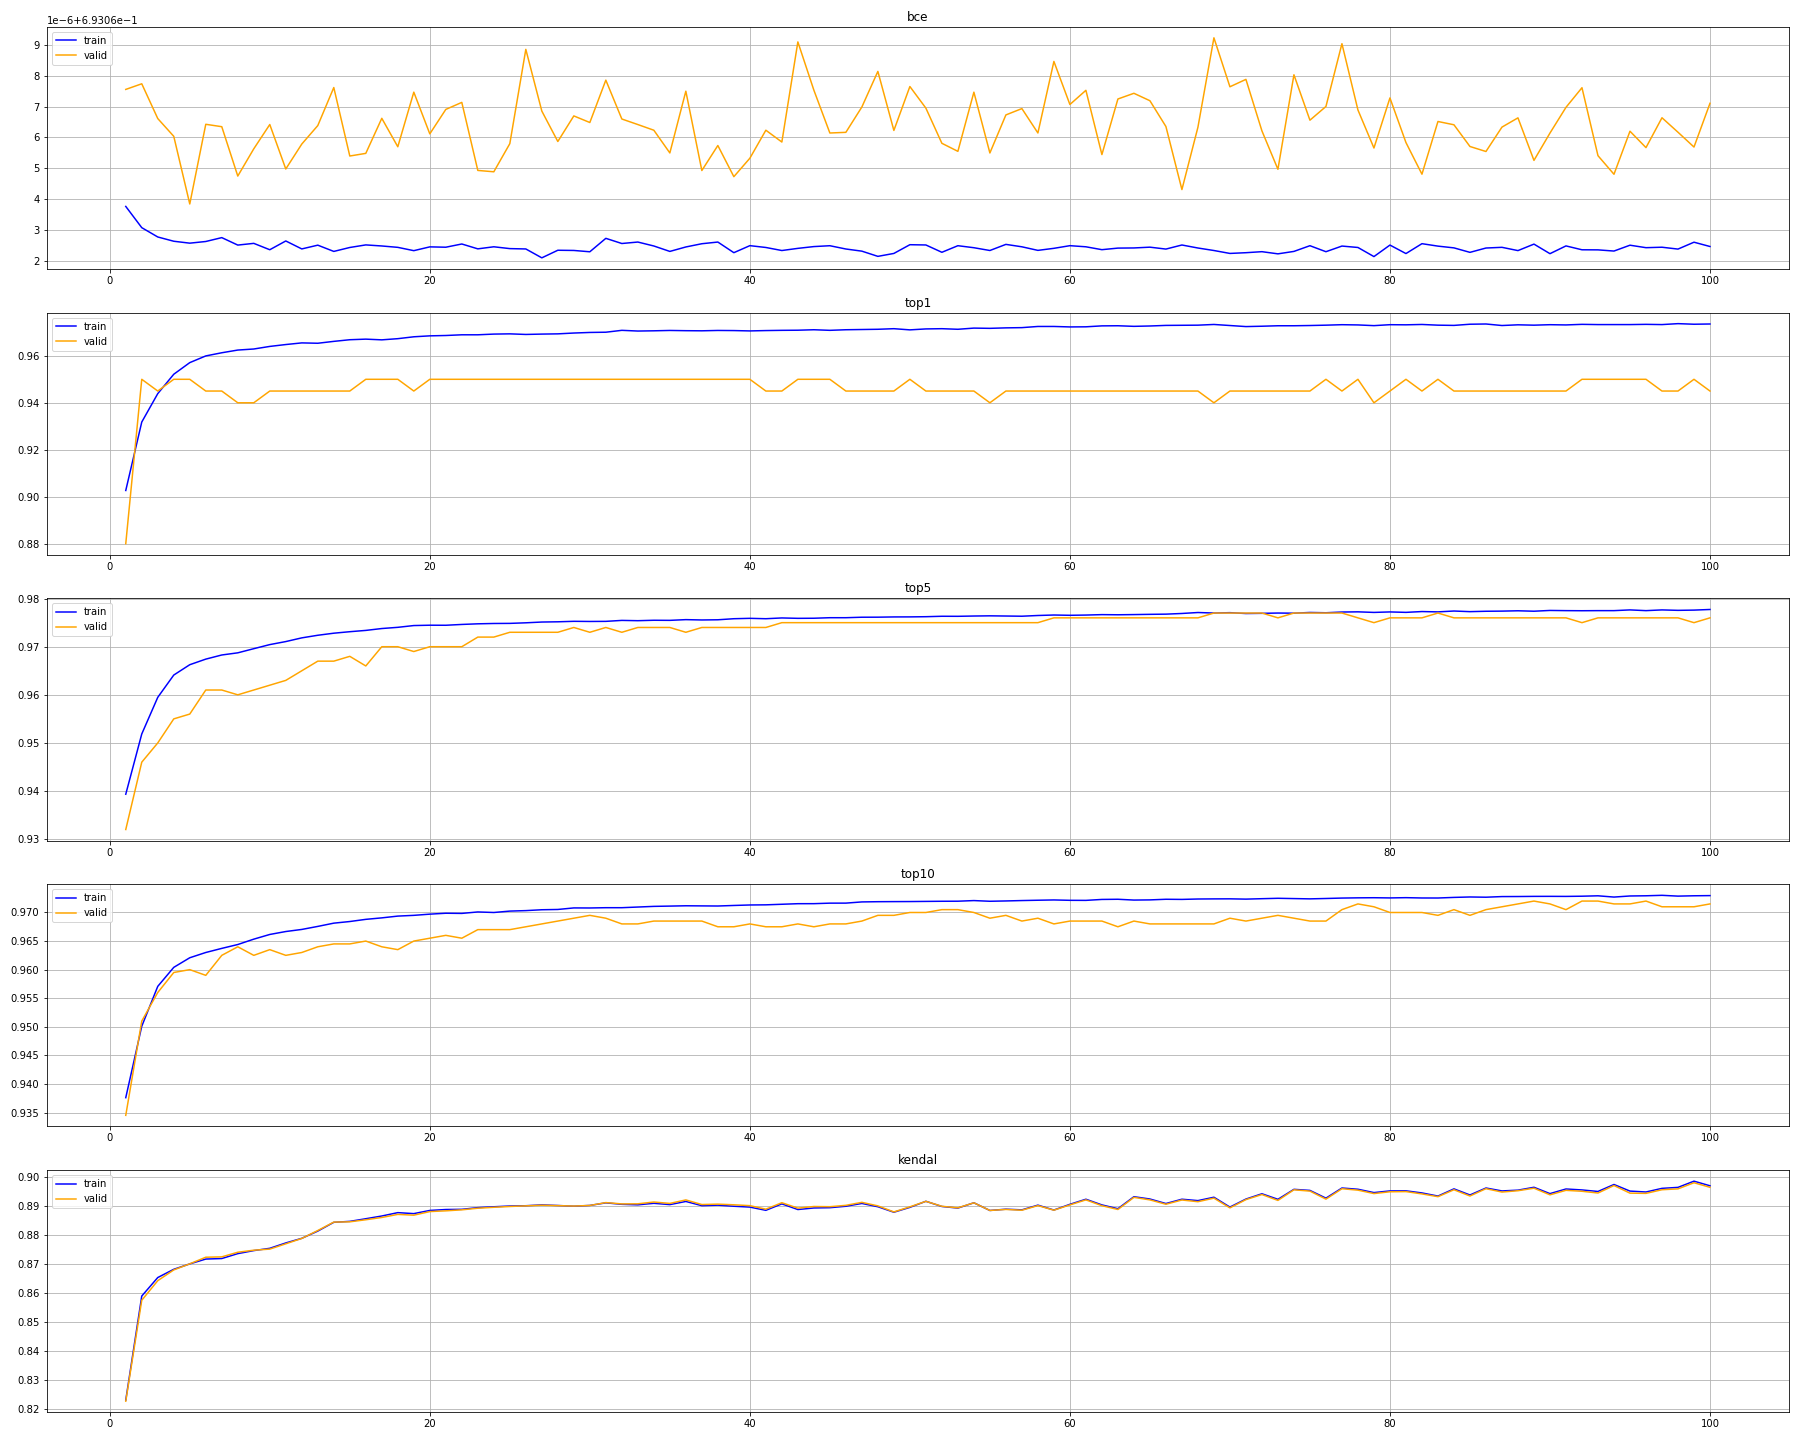 bce
1e−6+6.9306e−1
train
valid
9
8
7
6
5
4
3
2
0 20 40 60 80 100
top1
train
valid
0.96
0.94
0.92
0.90
0.88
0 20 40 60 80 100
top5
train
valid
0.98
0.97
0.96
0.95
0.94
0.93
0 20 40 60 80 100
top10
train
valid
0.970
0.965
0.960
0.955
0.950
0.945
0.940
0.935
0 20 40 60 80 100
kendal
train
valid
0.90
0.89
0.88
0.87
0.86
0.85
0.84
0.83
0.82
0 20 40 60 80 100